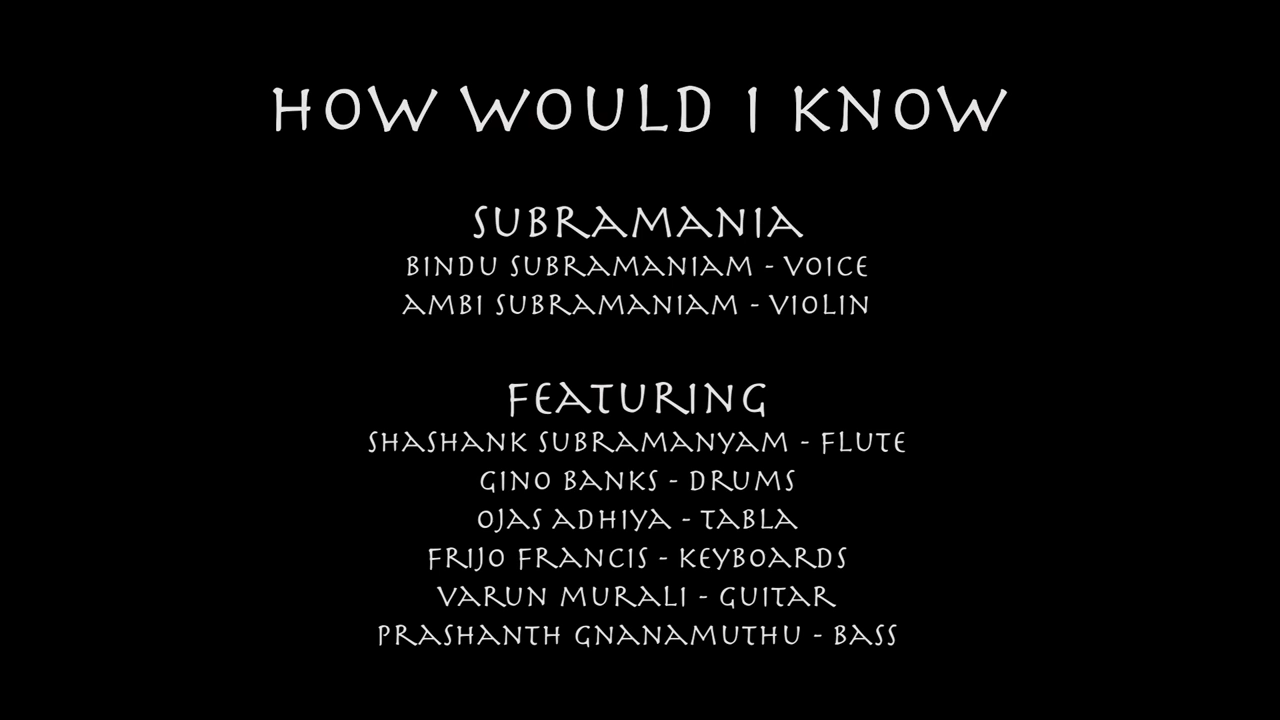 HOW WOULD I KNOW
SUBRAMANIA
BINDU SUBRAMANIAM - VOICE
AMBI SUBRAMANIAM - VIOLIN
FEATURING
SHASHANK SUBRAMANYAM - FLUTE
GINO BANKS - DRUMS
OJAS ADHIYA - TABLA
FRIJO FRANCIS - KEYBOARDS
VARUN MURALI - GUITAR
PRASHANTH GNANAMUTHU - BASS